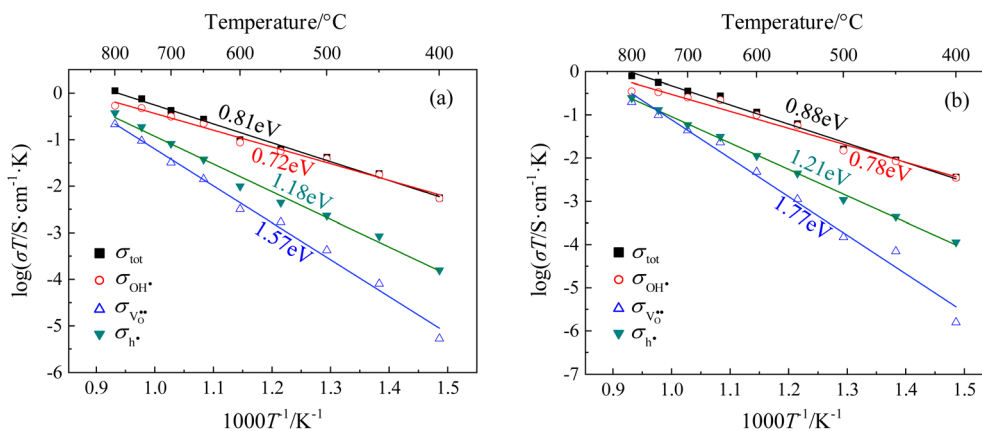 Temperature/°C
800 700 600 500 400
(a)
0
-1
-2
-3
-4
-5
-6
log(σT/S·cm⁻¹·K)
0.81eV
0.72eV
1.18eV
1.57eV
σtot
σOH•
σVO••
σh•
0.9 1.0 1.1 1.2 1.3 1.4 1.5
1000T⁻¹/K⁻¹
Temperature/°C
800 700 600 500 400
(b)
0
-1
-2
-3
-4
-5
-6
-7
log(σT/S·cm⁻¹·K)
0.88eV
0.78eV
1.21eV
1.77eV
σtot
σOH•
σVO••
σh•
0.9 1.0 1.1 1.2 1.3 1.4 1.5
1000T⁻¹/K⁻¹